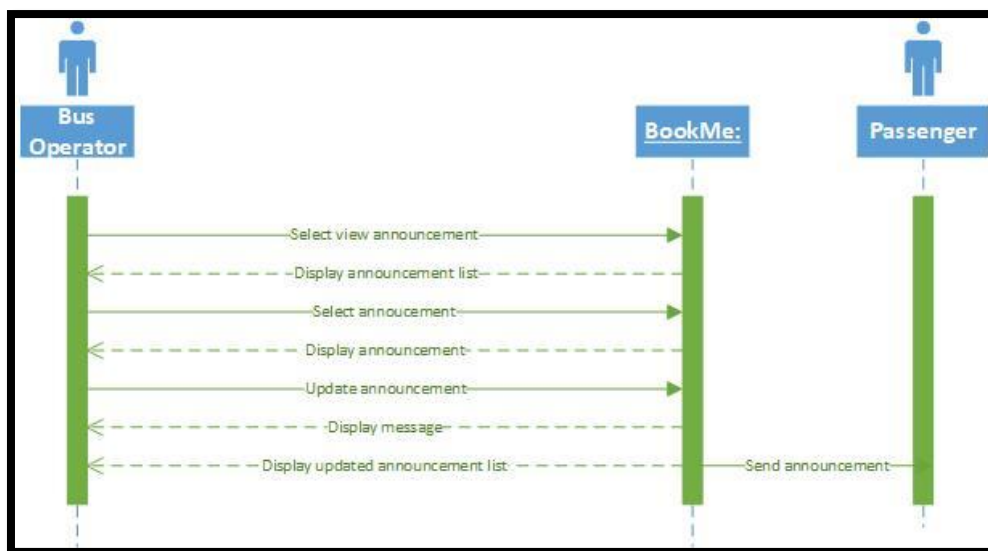 Bus
Operator
BookMe:
Passenger
Select view announcement
Display announcement list
Select annoucement
Display announcement
Update announcement
Display message
Display updated announcement list
Send announcement